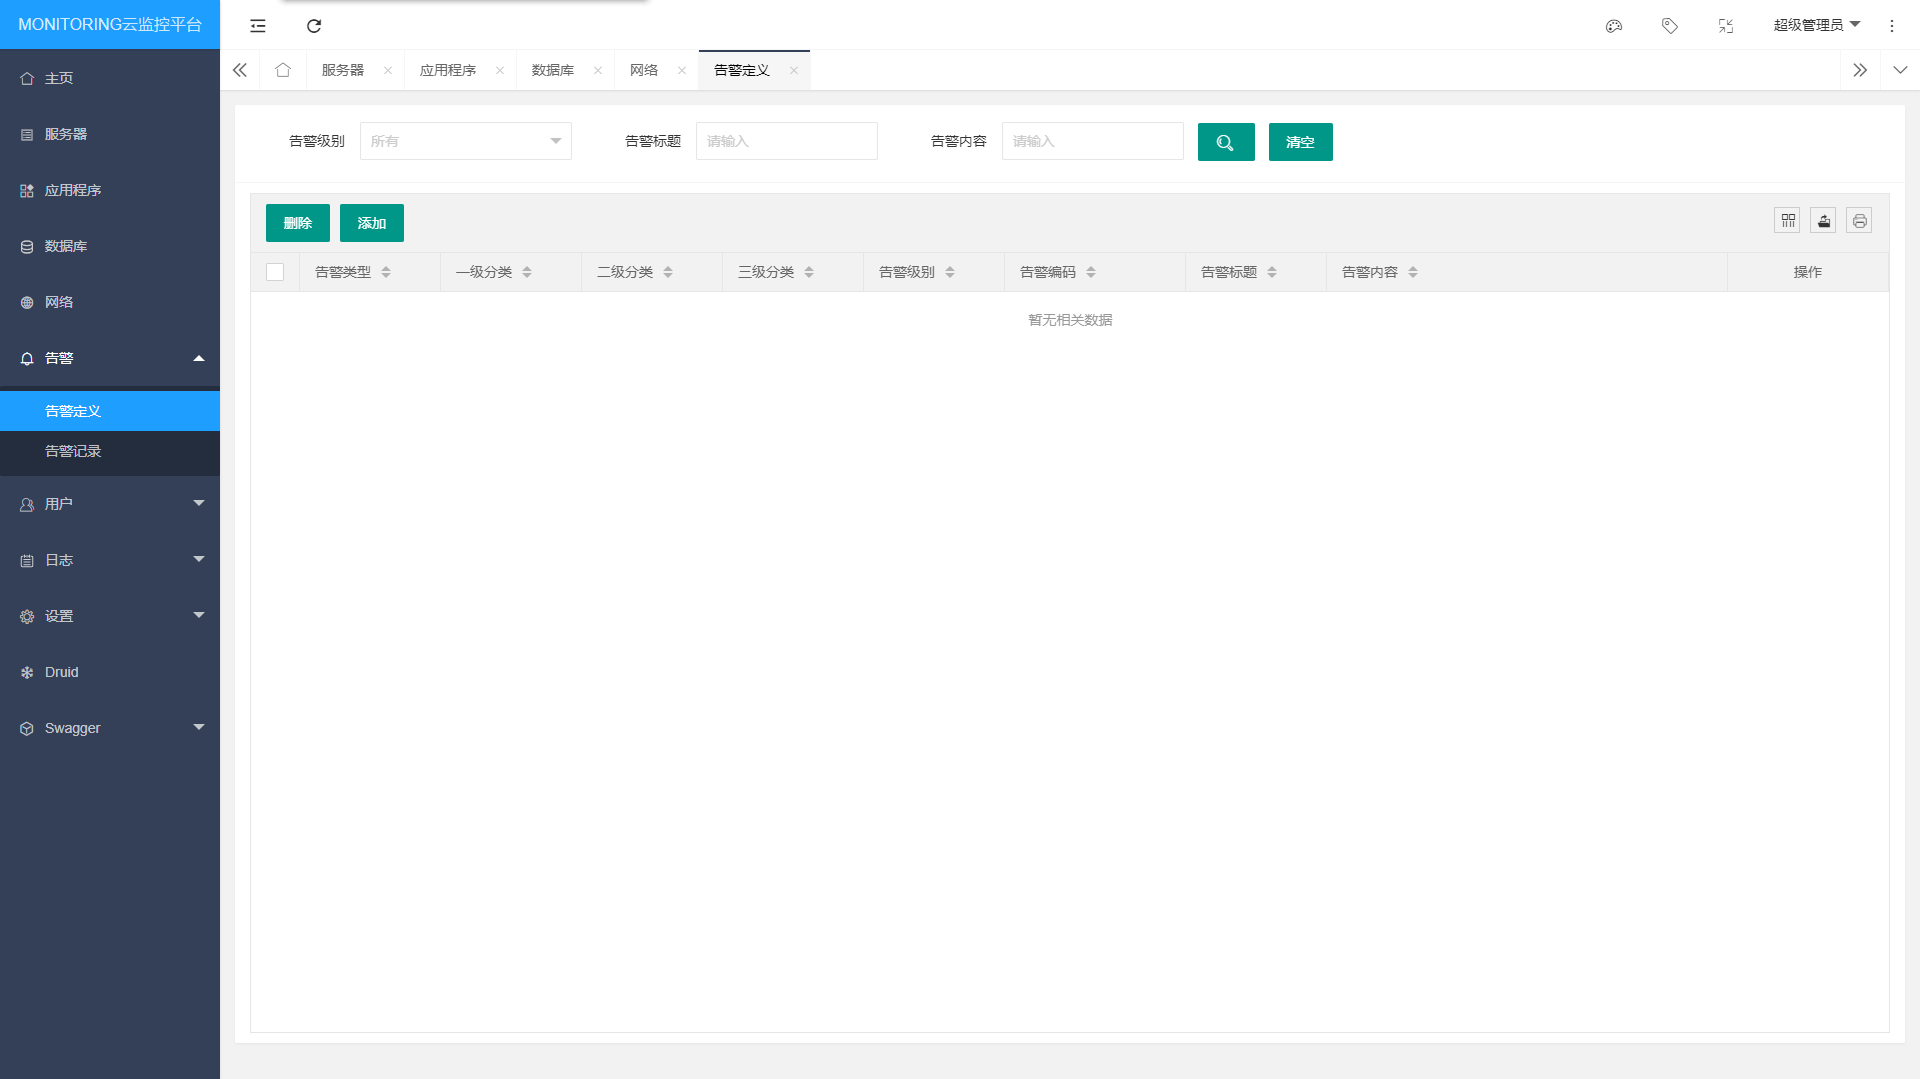 MONITORING云监控平台
超级管理员
主页
服务器
应用程序
数据库
网络
告警
告警定义
告警记录
用户
日志
设置
Druid
Swagger
服务器 应用程序 数据库 网络 告警定义
告警级别 所有 告警标题 请输入 告警内容 请输入 清空
删除 添加
告警类型 一级分类 二级分类 三级分类 告警级别 告警编码 告警标题 告警内容 操作
暂无相关数据